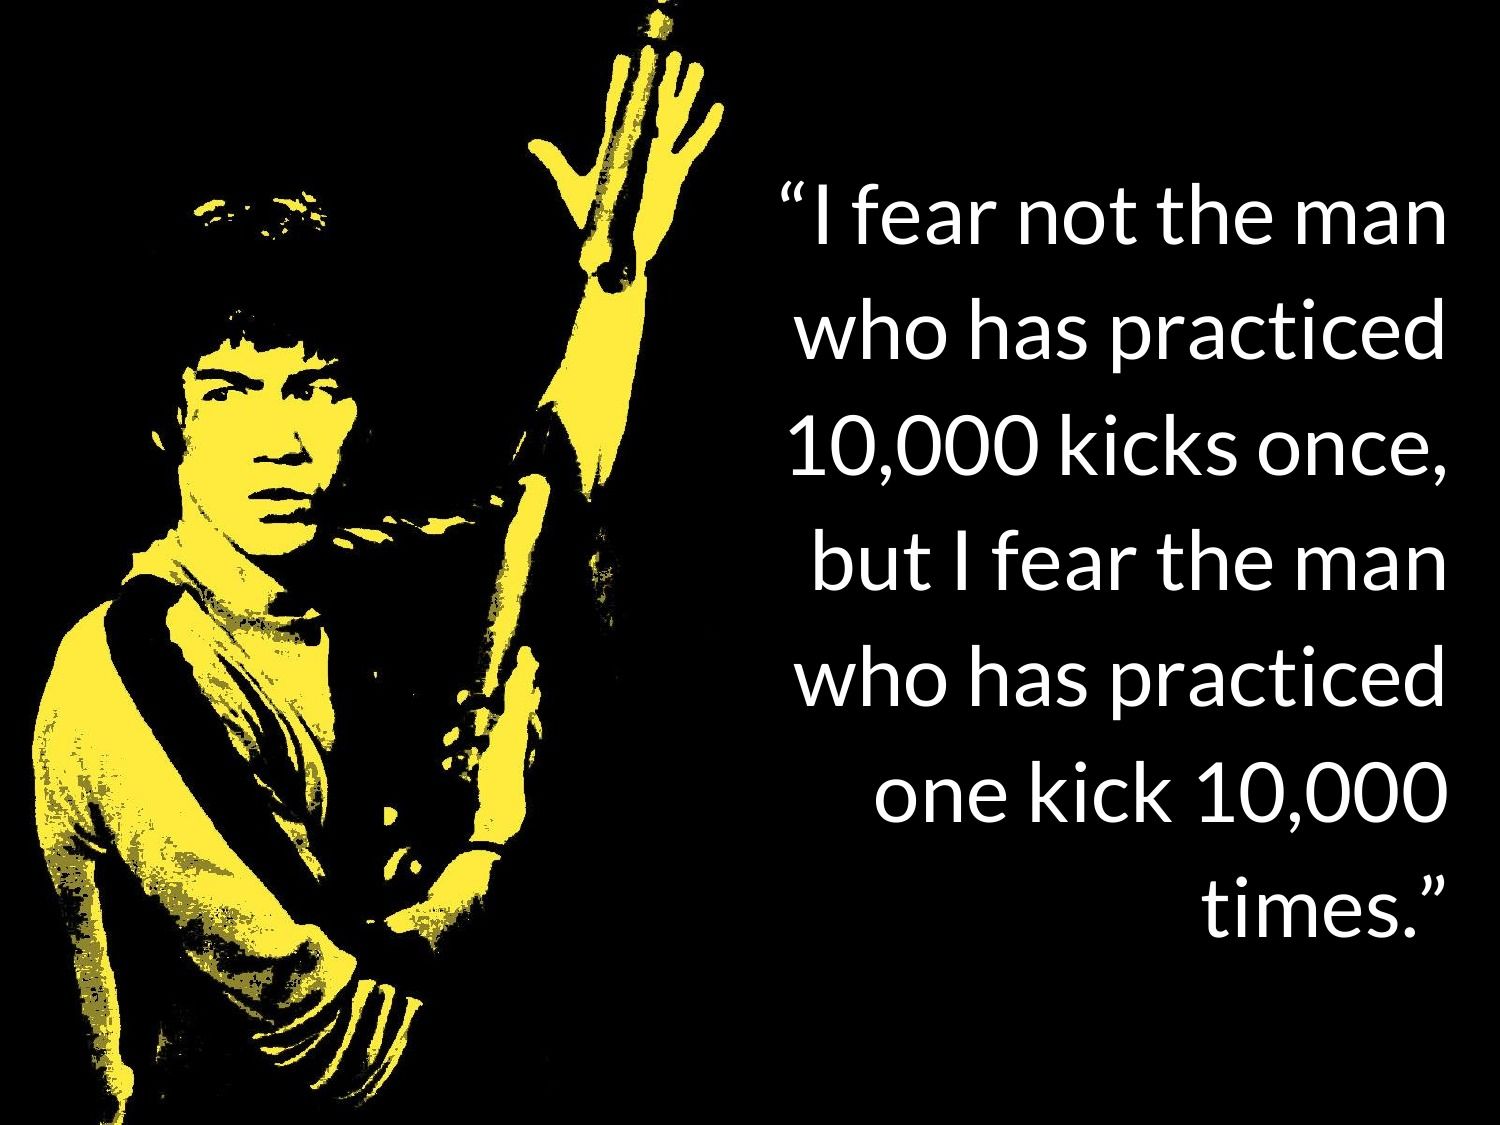 “I fear not the man
who has practiced
10,000 kicks once,
but I fear the man
who has practiced
one kick 10,000
times.”